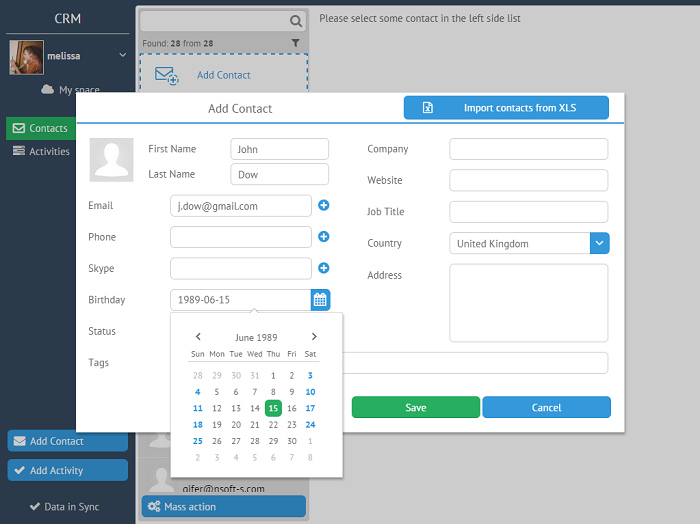 CRM
melissa
My space
Contacts
Activities
Add Contact
Add Activity
Data in Sync
Found: 28 from 28
Add Contact
gifer@nsoft-s.com
Mass action
Please select some contact in the left side list
Add Contact
Import contacts from XLS
First Name John
Last Name Dow
Email j.dow@gmail.com
Phone
Skype
Birthday 1989-06-15
Status
Tags
Company
Website
Job Title
Country United Kingdom
Address
June 1989
Sun Mon Tue Wed Thu Fri Sat
28 29 30 31 1 2 3
4 5 6 7 8 9 10
11 12 13 14 15 16 17
18 19 20 21 22 23 24
25 26 27 28 29 30 1
2 3 4 5 6 7 8
Save
Cancel